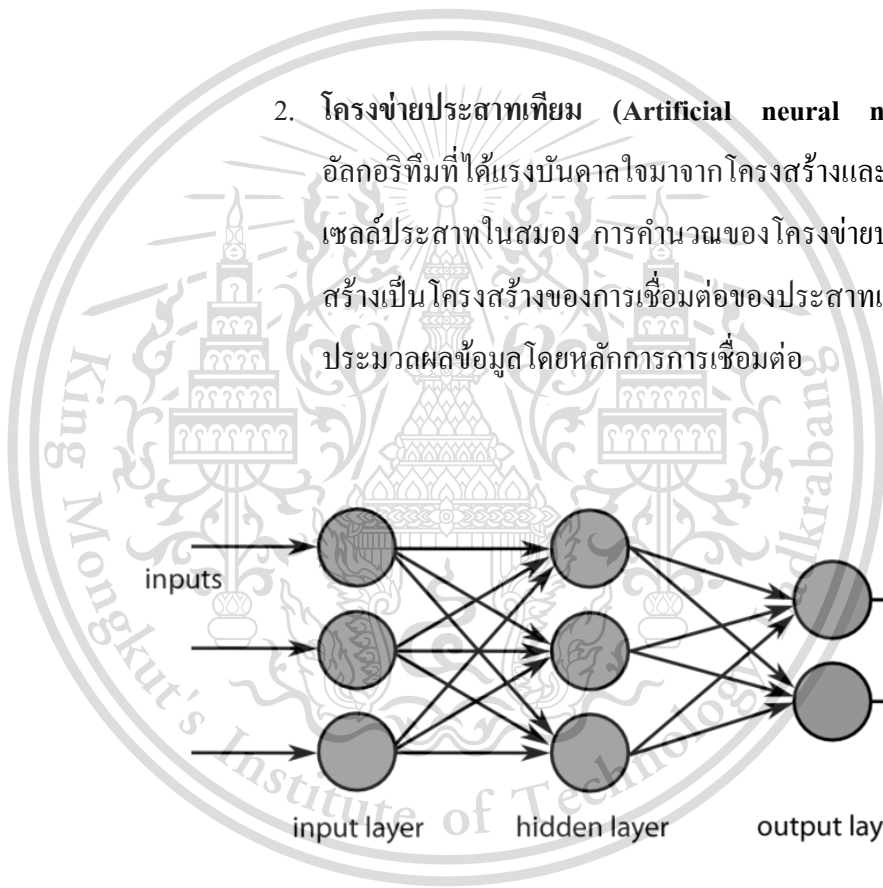 2. โครงข่ายประสาทเทียม (Artificial neural n
อัลกอริทึมที่ได้แรงบันดาลใจมาจากโครงสร้างและ
เซลล์ประสาทในสมอง การคำนวณของโครงข่ายป
สร้างเป็นโครงสร้างของการเชื่อมต่อของประสาทเ
ประมวลผลข้อมูลโดยหลักการการเชื่อมต่อ
inputs
input layer hidden layer output lay
King Mongkut's Institute of Technology Ladkrabang